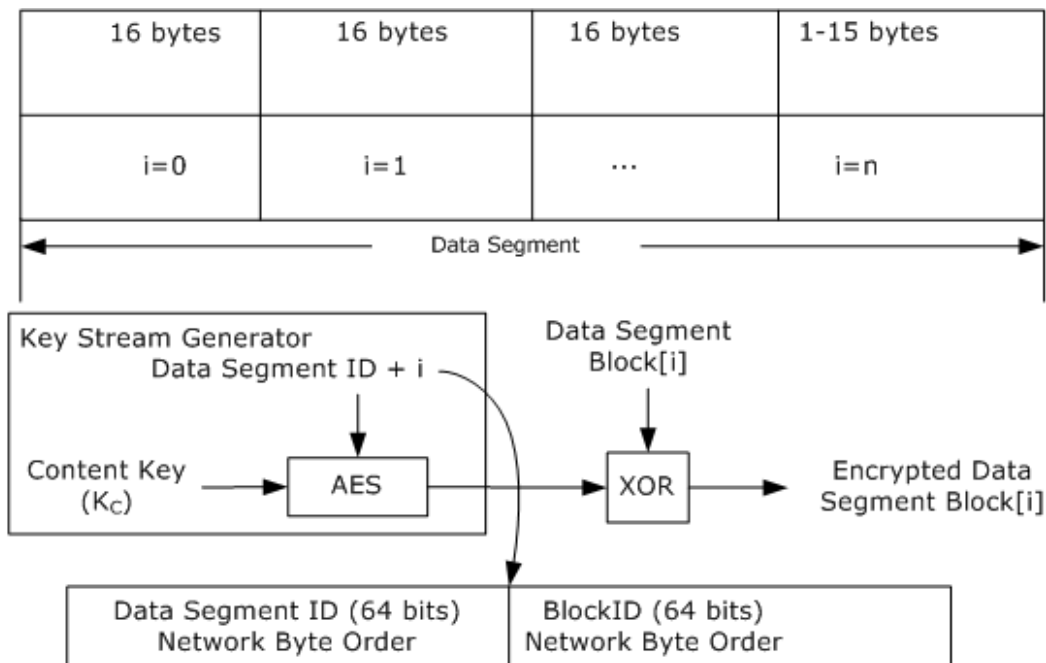 16 bytes
16 bytes
16 bytes
1-15 bytes
i=0
i=1
...
i=n
Data Segment
Key Stream Generator
Data Segment ID + i
Data Segment
Block[i]
Content Key
(KC)
AES
XOR
Encrypted Data
Segment Block[i]
Data Segment ID (64 bits)
Network Byte Order
BlockID (64 bits)
Network Byte Order